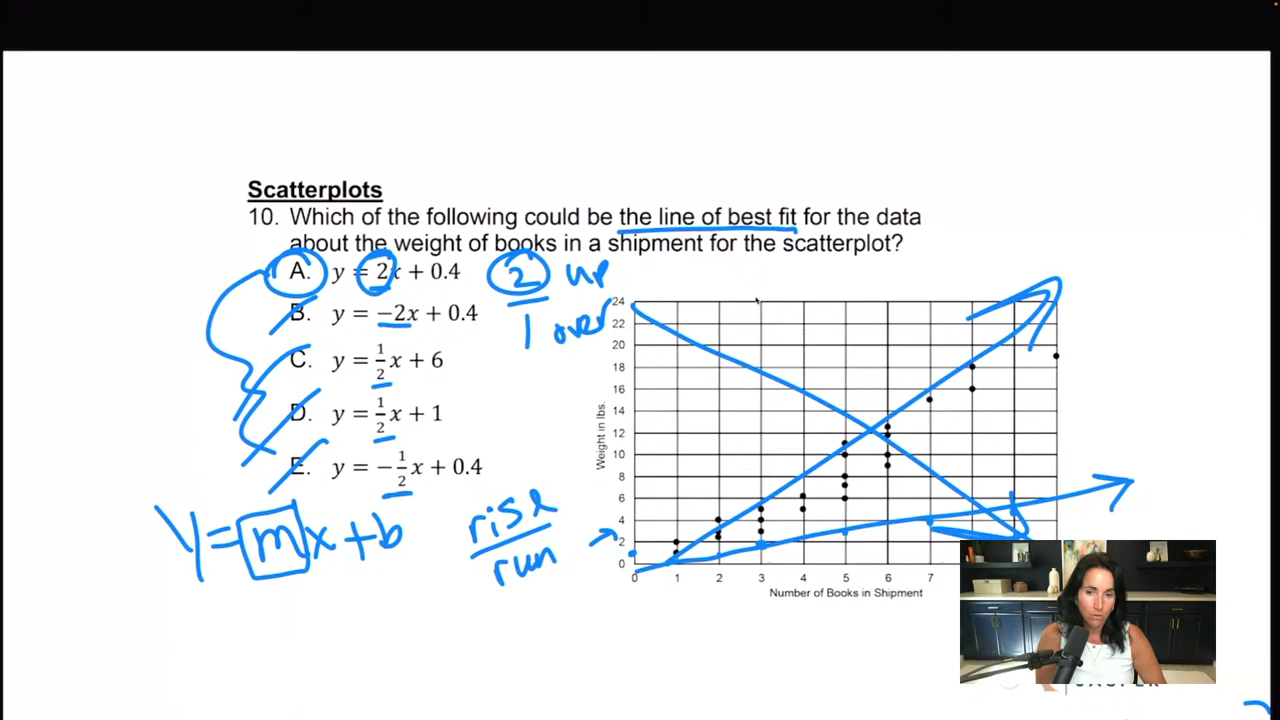 Scatterplots
10. Which of the following could be the line of best fit for the data
about the weight of books in a shipment for the scatterplot?
A. y = 2x + 0.4
B. y = −2x + 0.4
C. y = 1/2 x + 6
D. y = 1/2 x + 1
E. y = −1/2 x + 0.4
2 up
1 over
y = mx + b
rise
run
24
22
20
18
16
14
12
10
8
6
4
2
0
Weight in lbs.
0 1 2 3 4 5 6 7
Number of Books in Shipment